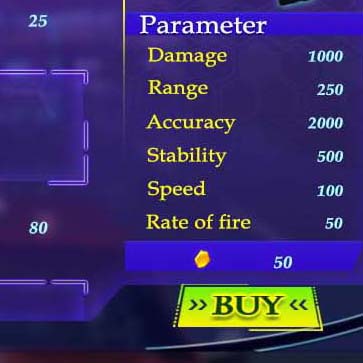 25
Parameter
Damage 1000
Range 250
Accuracy 2000
Stability 500
Speed 100
80
Rate of fire 50
50
›› BUY ‹‹